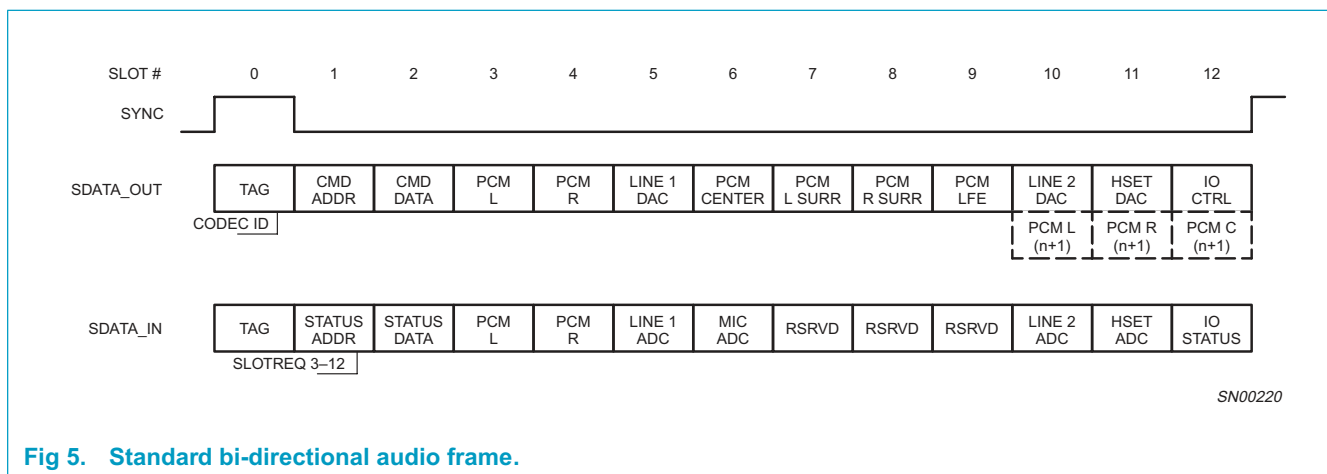 SLOT # 0 1 2 3 4 5 6 7 8 9 10 11 12
SYNC
SDATA_OUT TAG CMD ADDR CMD DATA PCM L PCM R LINE 1 DAC PCM CENTER PCM L SURR PCM R SURR PCM LFE LINE 2 DAC HSET DAC IO CTRL
CODEC ID
PCM L (n+1) PCM R (n+1) PCM C (n+1)
SDATA_IN TAG STATUS ADDR STATUS DATA PCM L PCM R LINE 1 ADC MIC ADC RSRVD RSRVD RSRVD LINE 2 ADC HSET ADC IO STATUS
SLOTREQ 3–12
SN00220
Fig 5. Standard bi-directional audio frame.